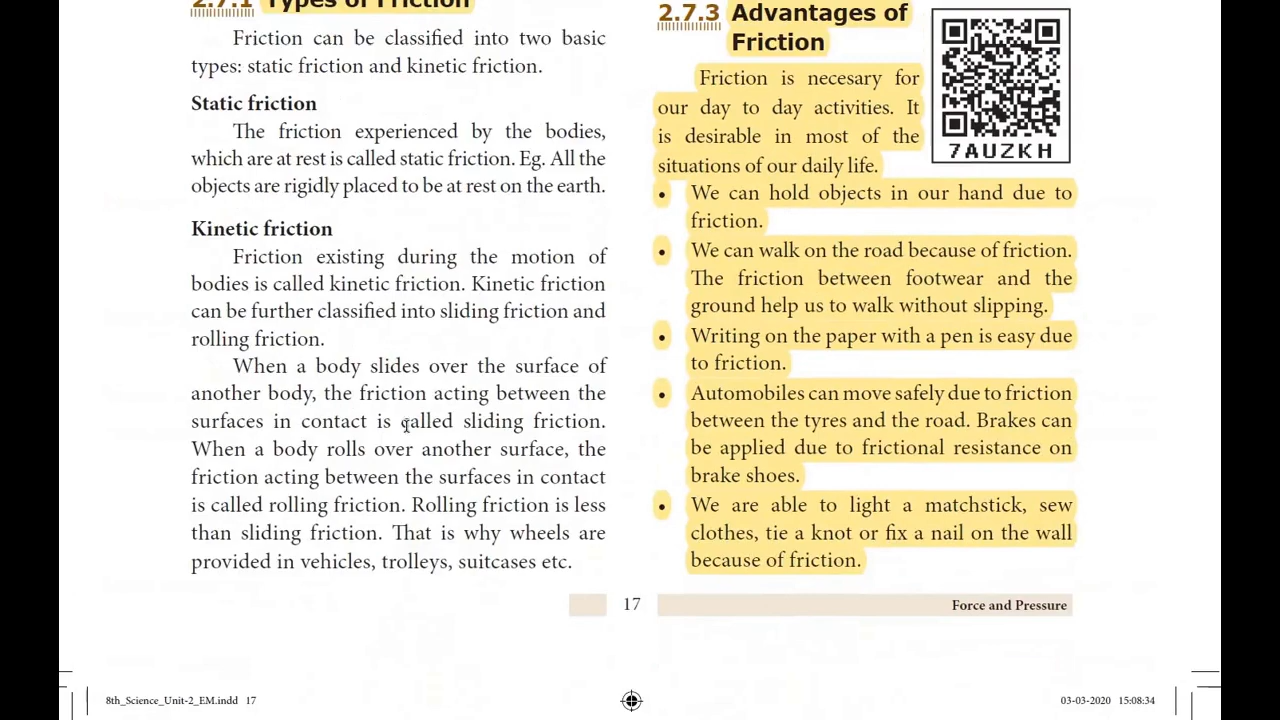 2.7.1 Types of Friction
Friction can be classified into two basic
types: static friction and kinetic friction.
Static friction
The friction experienced by the bodies,
which are at rest is called static friction. Eg. All the
objects are rigidly placed to be at rest on the earth.
Kinetic friction
Friction existing during the motion of
bodies is called kinetic friction. Kinetic friction
can be further classified into sliding friction and
rolling friction.
When a body slides over the surface of
another body, the friction acting between the
surfaces in contact is called sliding friction.
When a body rolls over another surface, the
friction acting between the surfaces in contact
is called rolling friction. Rolling friction is less
than sliding friction. That is why wheels are
provided in vehicles, trolleys, suitcases etc.
2.7.3 Advantages of
Friction
Friction is necesary for
our day to day activities. It
is desirable in most of the
situations of our daily life.
7AUZKH
• We can hold objects in our hand due to
friction.
• We can walk on the road because of friction.
The friction between footwear and the
ground help us to walk without slipping.
• Writing on the paper with a pen is easy due
to friction.
• Automobiles can move safely due to friction
between the tyres and the road. Brakes can
be applied due to frictional resistance on
brake shoes.
• We are able to light a matchstick, sew
clothes, tie a knot or fix a nail on the wall
because of friction.
17
Force and Pressure
8th_Science_Unit-2_EM.indd 17
03-03-2020 15:08:34